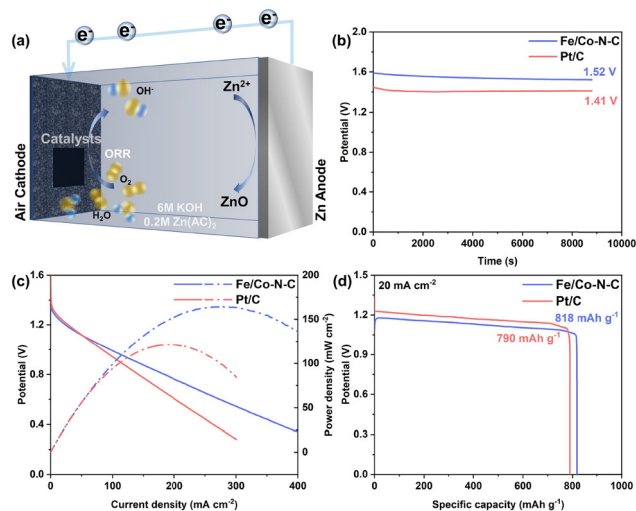 (a)
e⁻ e⁻ e⁻ e⁻
Air Cathode
Catalysts
OH⁻
ORR
O₂
H₂O
Zn²⁺
ZnO
6M KOH
0.2M Zn(AC)₂
Zn Anode
(b)
Fe/Co-N-C
Pt/C
1.52 V
1.41 V
Potential (V)
2.0
1.6
1.2
0.8
0.4
0.0
0 2000 4000 6000 8000 10000
Time (s)
(c)
Fe/Co-N-C
Pt/C
Potential (V)
1.6
1.2
0.8
0.4
0.0
0 100 200 300 400
Current density (mA cm⁻²)
200
150
100
50
0
Power density (mW cm⁻²)
(d)
20 mA cm⁻²
Fe/Co-N-C
Pt/C
818 mAh g⁻¹
790 mAh g⁻¹
Potential (V)
1.5
1.2
0.9
0.6
0.3
0.0
0 200 400 600 800 1000
Specific capacity (mAh g⁻¹)